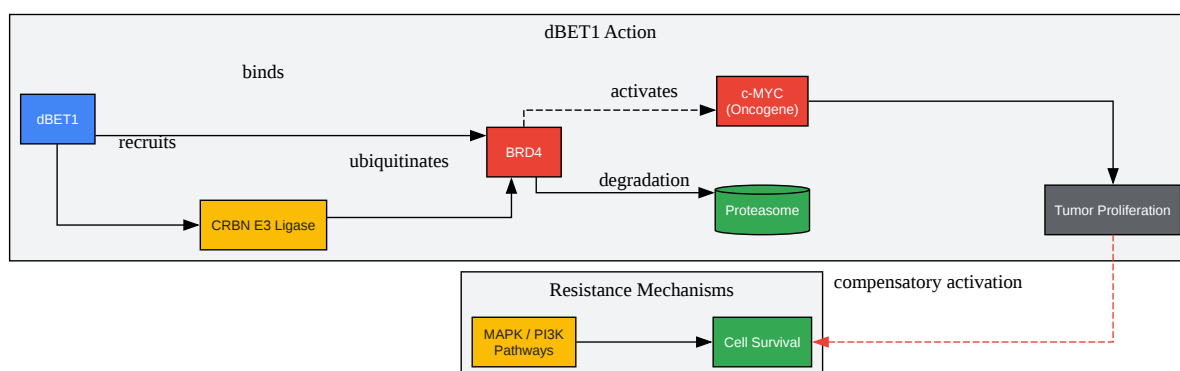 dBET1 Action
binds
activates
c-MYC
(Oncogene)
dBET1
recruits
ubiquitinates
BRD4
degradation
Proteasome
CRBN E3 Ligase
Tumor Proliferation
compensatory activation
Resistance Mechanisms
MAPK / PI3K
Pathways
Cell Survival